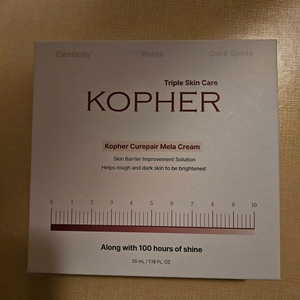 Elasticity Pores Dark Spots
Triple Skin Care
KOPHER
Kopher Curepair Mela Cream
Skin Barrier Improvement Solution
Helps rough and dark skin to be brightened
0 1 2 3 4 5 6 7 8 9 10
Along with 100 hours of shine
35 mL / 1.18 FL. OZ